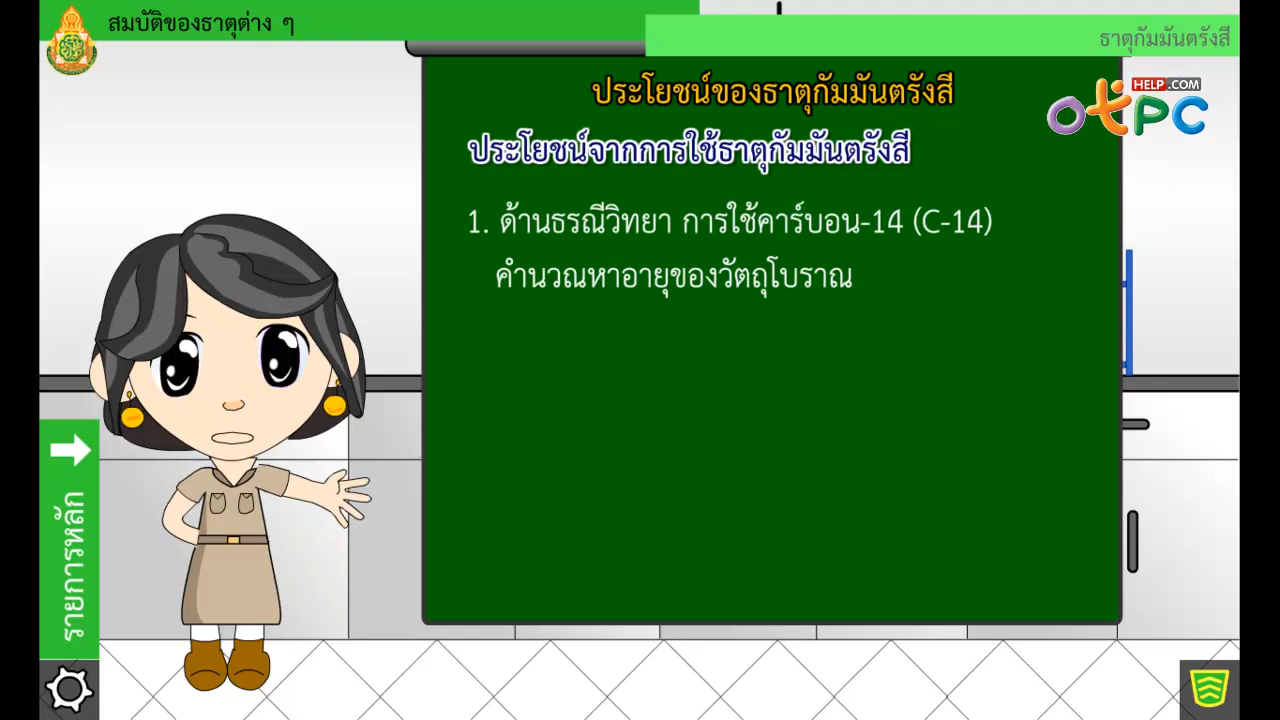 สมบัติของธาตุต่าง ๆ
ธาตุกัมมันตรังสี
ประโยชน์ของธาตุกัมมันตรังสี
HELP.COM
OTPC
ประโยชน์จากการใช้ธาตุกัมมันตรังสี
1. ด้านธรณีวิทยา การใช้คาร์บอน-14 (C-14)
คำนวณหาอายุของวัตถุโบราณ
รายการหลัก